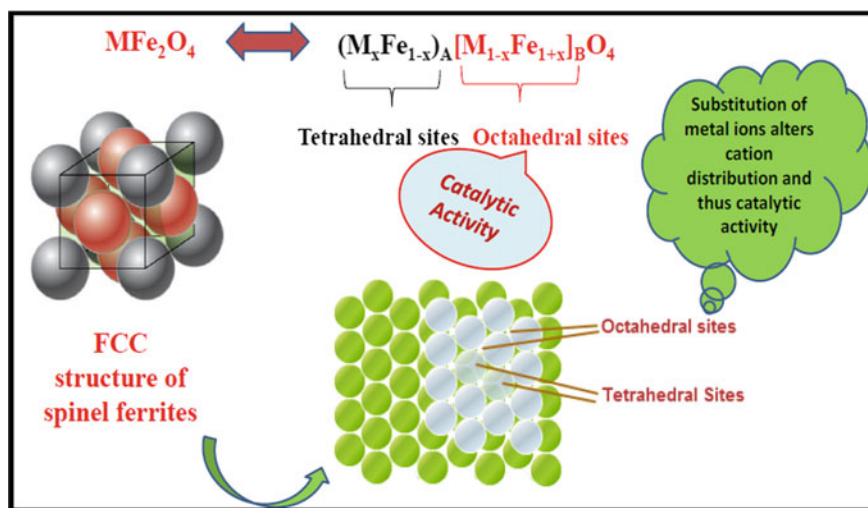 MFe₂O₄
(MₓFe₁₋ₓ)A[M₁₋ₓFe₁₊ₓ]BO₄
Tetrahedral sites Octahedral sites
Catalytic
Activity
Substitution of
metal ions alters
cation
distribution and
thus catalytic
activity
FCC
structure of
spinel ferrites
Octahedral sites
Tetrahedral Sites